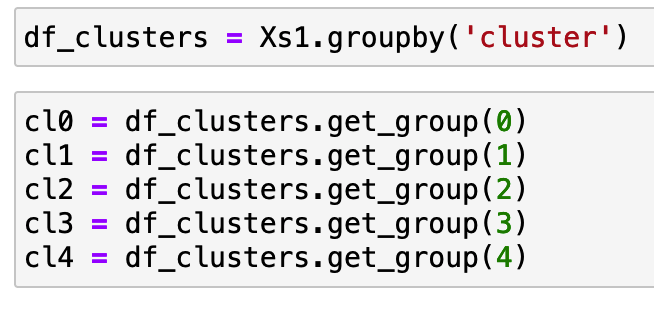 df_clusters = Xs1.groupby('cluster')
cl0 = df_clusters.get_group(0)
cl1 = df_clusters.get_group(1)
cl2 = df_clusters.get_group(2)
cl3 = df_clusters.get_group(3)
cl4 = df_clusters.get_group(4)